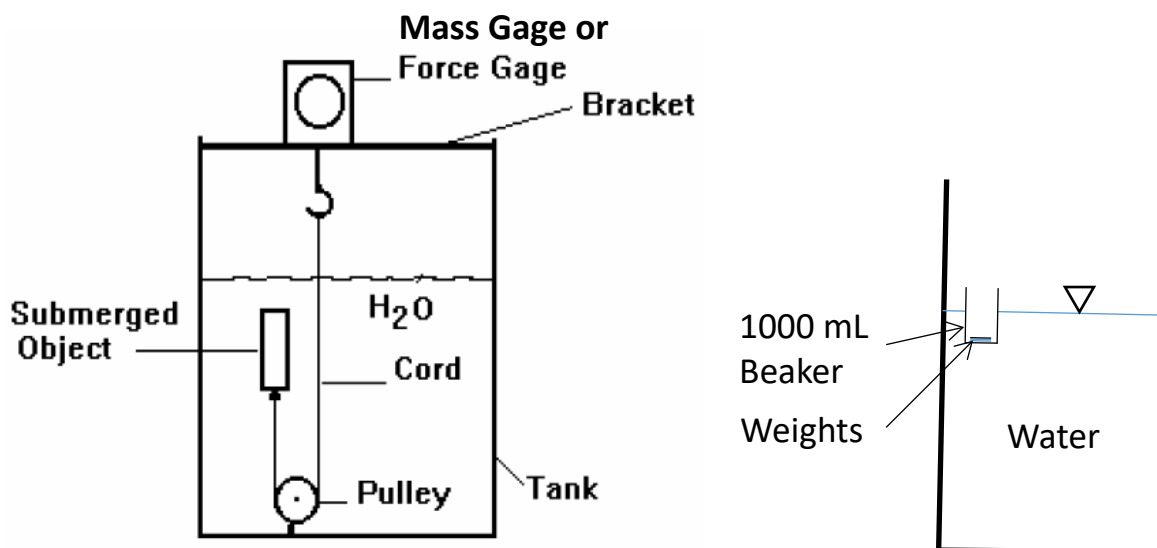 Mass Gage or
Force Gage
Bracket
Submerged
Object
H₂O
Cord
Pulley
Tank
1000 mL
Beaker
Weights
Water